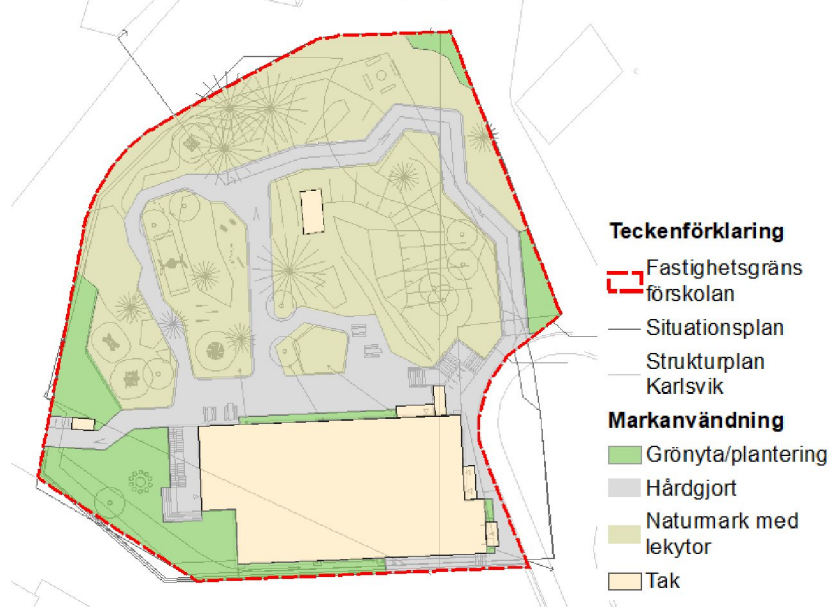 Teckenförklaring
Fastighetsgräns
förskolan
Situationsplan
Strukturplan
Karlsvik
Markanvändning
Grönyta/plantering
Hårdgjort
Naturmark med
lekytor
Tak